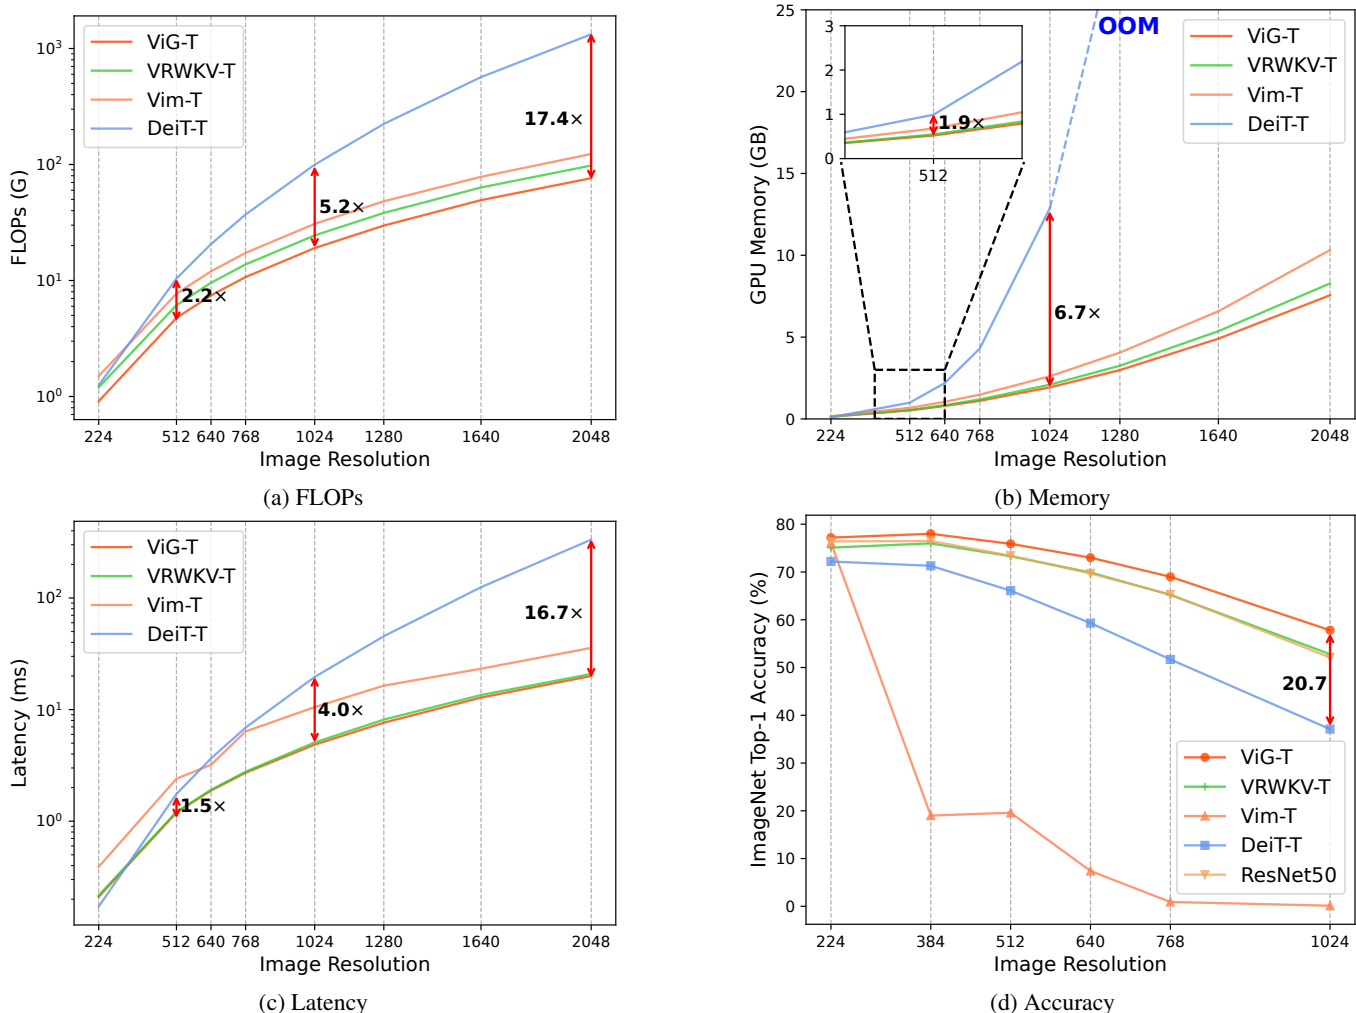 ViG-T
VRWKV-T
Vim-T
DeiT-T
10³
10²
10¹
10⁰
FLOPs (G)
17.4×
5.2×
2.2×
224 512 640 768 1024 1280 1640 2048
Image Resolution
(a) FLOPs
OOM
ViG-T
VRWKV-T
Vim-T
DeiT-T
25
20
15
10
5
0
GPU Memory (GB)
3
2
1
0
1.9×
512
6.7×
224 512 640 768 1024 1280 1640 2048
Image Resolution
(b) Memory
ViG-T
VRWKV-T
Vim-T
DeiT-T
10²
10¹
10⁰
Latency (ms)
16.7×
4.0×
1.5×
224 512 640 768 1024 1280 1640 2048
Image Resolution
(c) Latency
80
70
60
50
40
30
20
10
0
ImageNet Top-1 Accuracy (%)
20.7
ViG-T
VRWKV-T
Vim-T
DeiT-T
ResNet50
224 384 512 640 768 1024
Image Resolution
(d) Accuracy